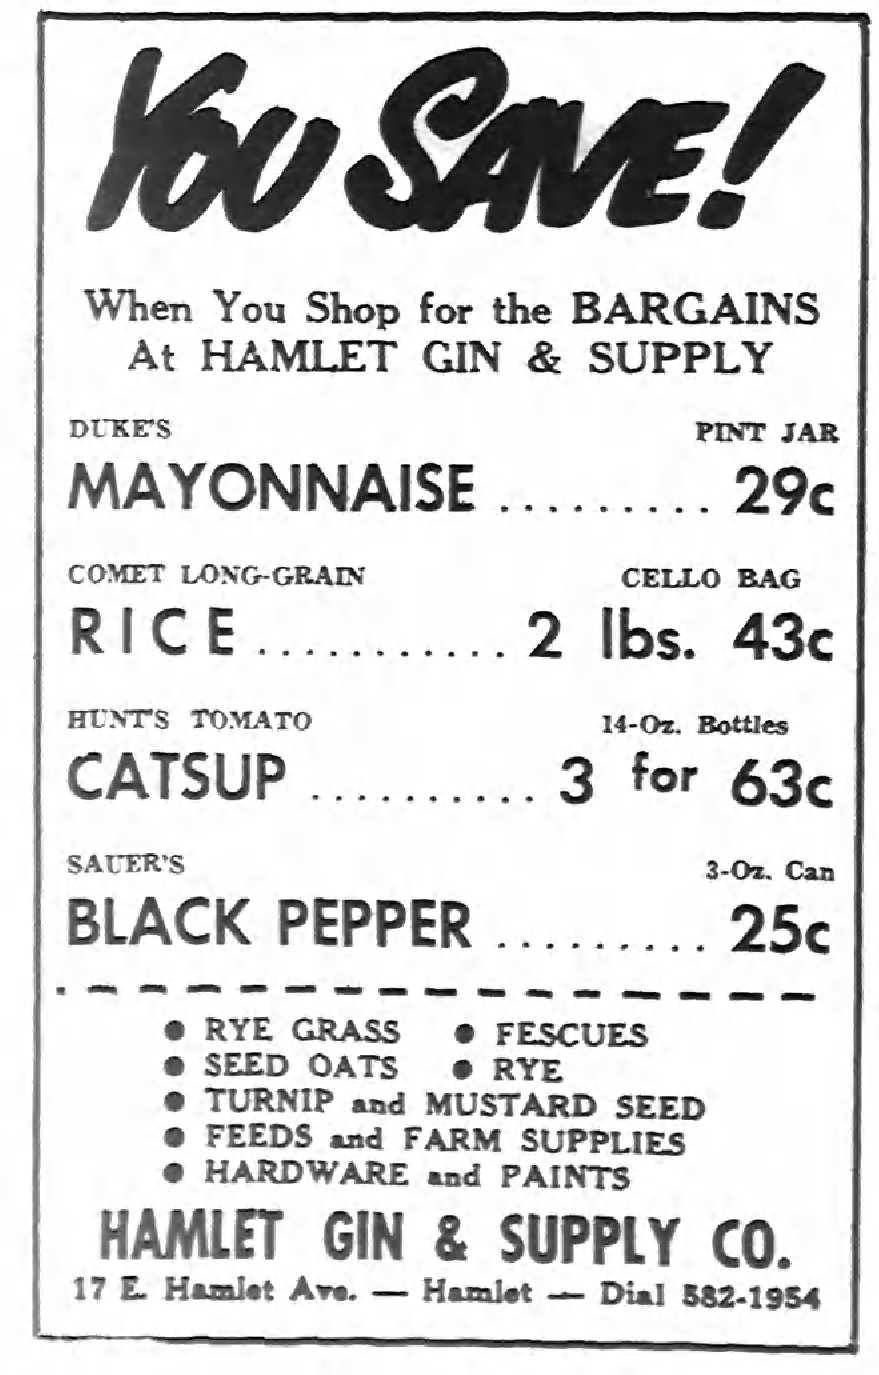 YOU SAVE!
When You Shop for the BARGAINS
At HAMLET GIN & SUPPLY
DUKE'S PINT JAR
MAYONNAISE ......... 29c
COMET LONG-GRAIN CELLO BAG
RICE ........... 2 lbs. 43c
HUNT'S TOMATO 14-Oz. Bottles
CATSUP .......... 3 for 63c
SAUER'S 3-Oz. Can
BLACK PEPPER ......... 25c
● RYE GRASS ● FESCUES
● SEED OATS ● RYE
● TURNIP and MUSTARD SEED
● FEEDS and FARM SUPPLIES
● HARDWARE and PAINTS
HAMLET GIN & SUPPLY CO.
17 E. Hamlet Ave. — Hamlet — Dial 582-1954